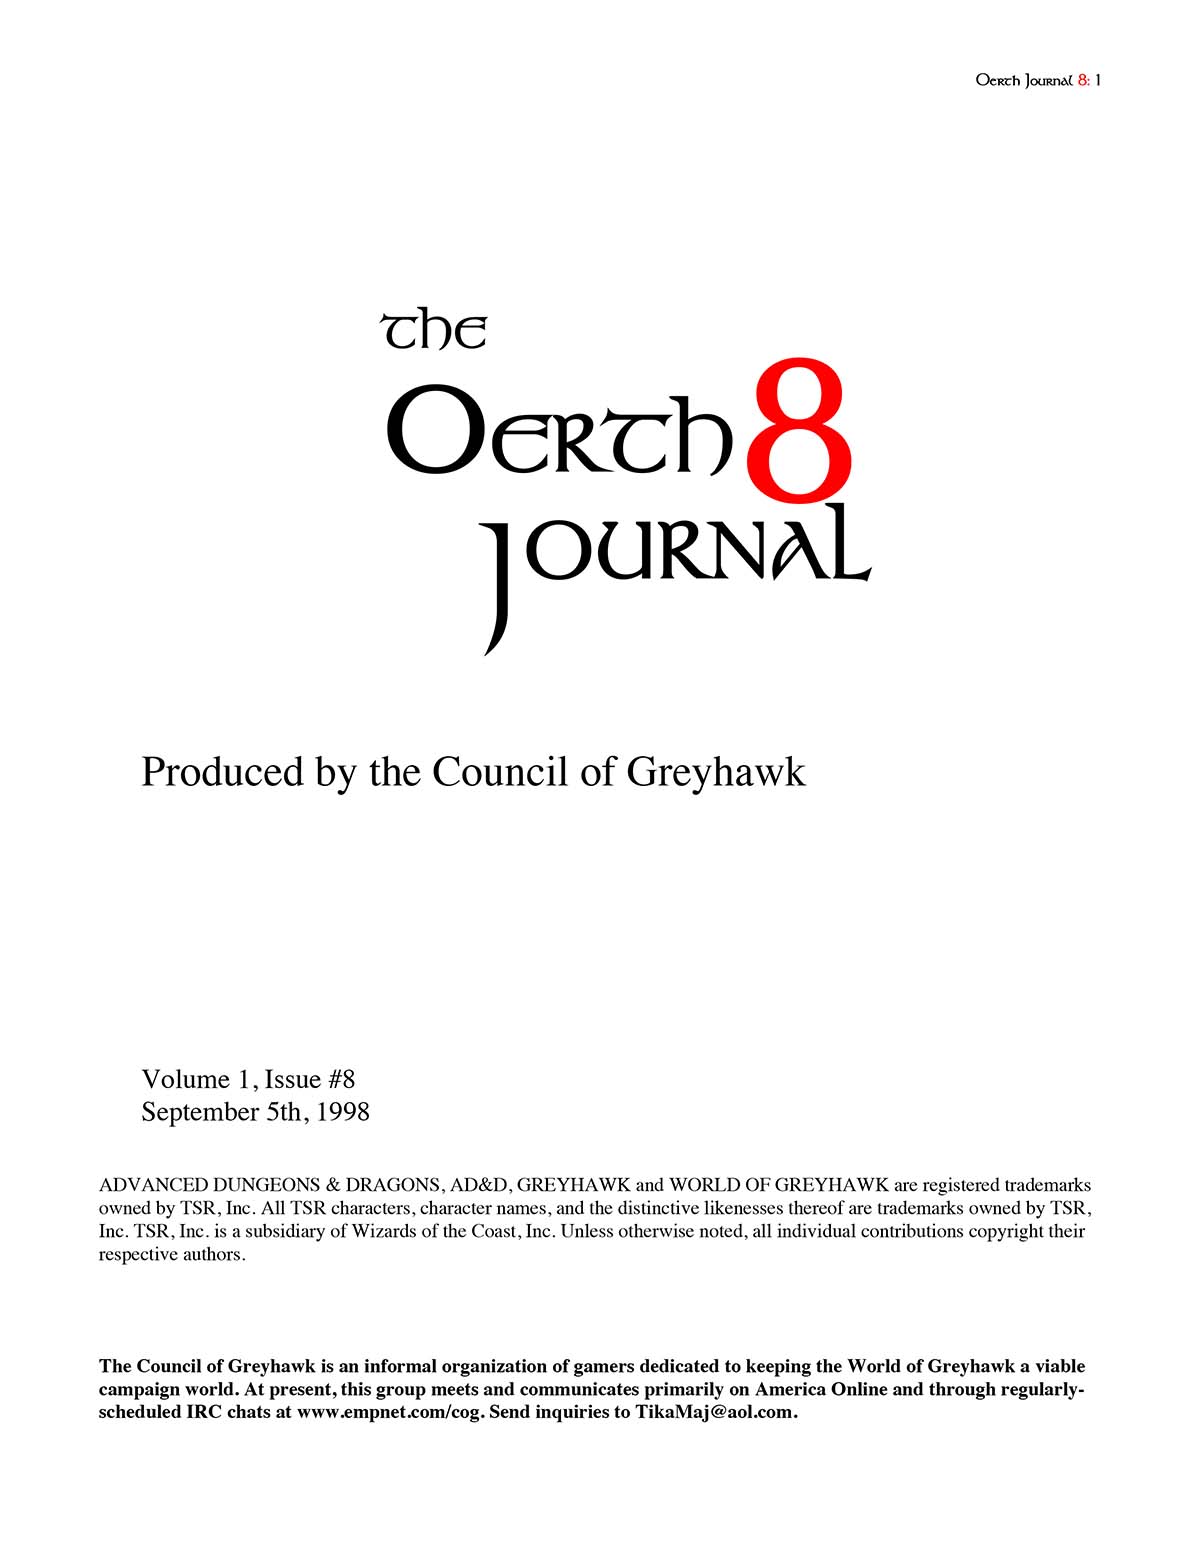 Oerth Journal 8: 1
the
Oerth 8
Journal
Produced by the Council of Greyhawk
Volume 1, Issue #8
September 5th, 1998
ADVANCED DUNGEONS & DRAGONS, AD&D, GREYHAWK and WORLD OF GREYHAWK are registered trademarks
owned by TSR, Inc. All TSR characters, character names, and the distinctive likenesses thereof are trademarks owned by TSR,
Inc. TSR, Inc. is a subsidiary of Wizards of the Coast, Inc. Unless otherwise noted, all individual contributions copyright their
respective authors.
The Council of Greyhawk is an informal organization of gamers dedicated to keeping the World of Greyhawk a viable
campaign world. At present, this group meets and communicates primarily on America Online and through regularly-
scheduled IRC chats at www.empnet.com/cog. Send inquiries to TikaMaj@aol.com.